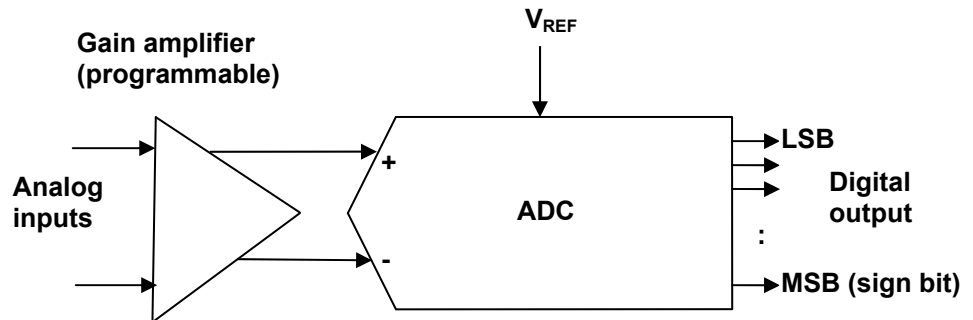 V_REF
Gain amplifier
(programmable)
LSB
+
Analog
inputs
ADC
Digital
output
:
-
MSB (sign bit)